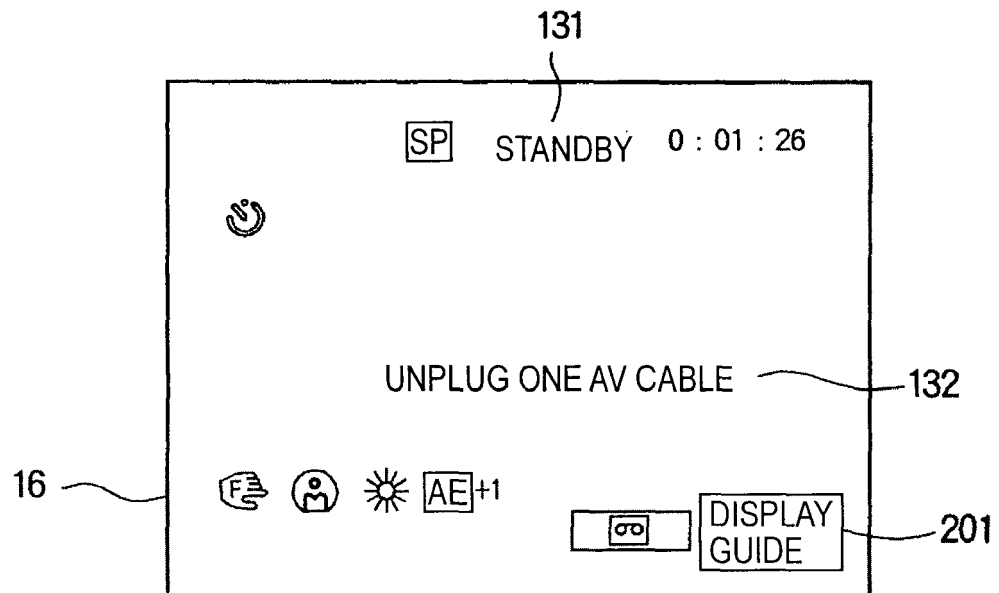 131
SP STANDBY 0 : 01 : 26
UNPLUG ONE AV CABLE 132
16 F AE +1
DISPLAY
GUIDE
201